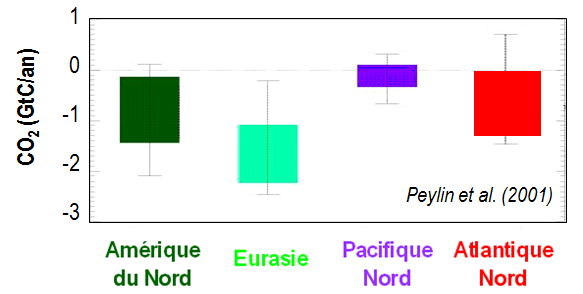 CO2 (GtC/an)
1
0
-1
-2
-3
Peylin et al. (2001)
Amérique
du Nord
Eurasie
Pacifique
Nord
Atlantique
Nord